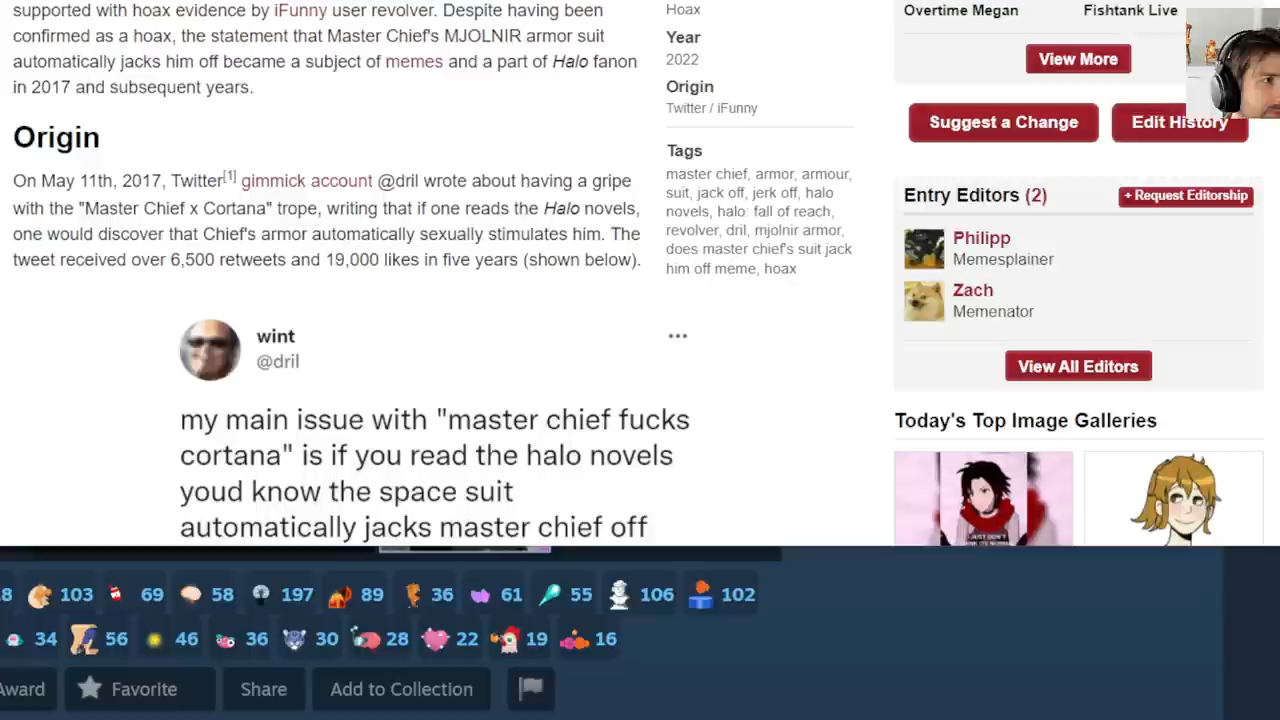 supported with hoax evidence by iFunny user revolver. Despite having been
confirmed as a hoax, the statement that Master Chief's MJOLNIR armor suit
automatically jacks him off became a subject of memes and a part of Halo fanon
in 2017 and subsequent years.
Origin
On May 11th, 2017, Twitter[1] gimmick account @dril wrote about having a gripe
with the "Master Chief x Cortana" trope, writing that if one reads the Halo novels,
one would discover that Chief's armor automatically sexually stimulates him. The
tweet received over 6,500 retweets and 19,000 likes in five years (shown below).
wint
@dril
my main issue with "master chief fucks
cortana" is if you read the halo novels
youd know the space suit
automatically jacks master chief off
Hoax
Year
2022
Origin
Twitter / iFunny
Tags
master chief, armor, armour,
suit, jack off, jerk off, halo
novels, halo: fall of reach,
revolver, dril, mjolnir armor,
does master chief's suit jack
him off meme, hoax
Overtime Megan
Fishtank Live
View More
Suggest a Change
Edit History
Entry Editors (2)
+ Request Editorship
Philipp
Memesplainer
Zach
Memenator
View All Editors
Today's Top Image Galleries
8 103 69 58 197 89 36 61 55 106 102
34 56 46 36 30 28 22 19 16
Award
Favorite
Share
Add to Collection